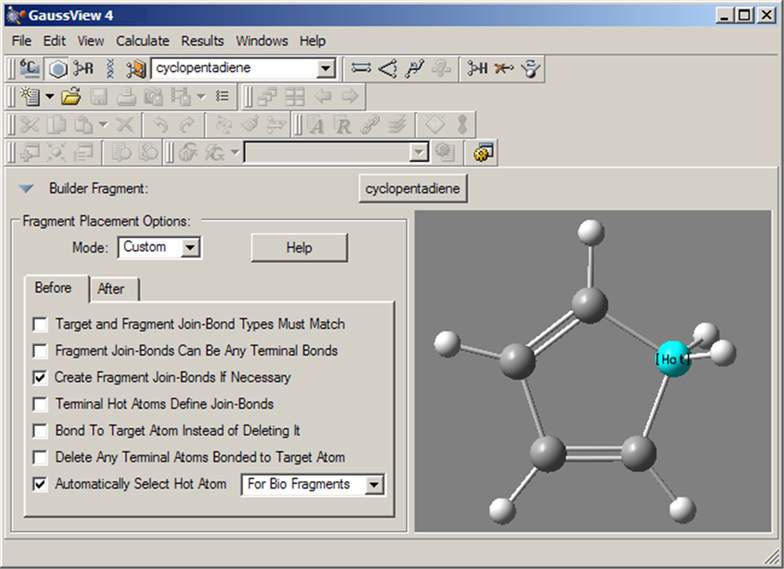 GaussView 4
File Edit View Calculate Results Windows Help
6C R cyclopentadiene H
A R
Builder Fragment: cyclopentadiene
Fragment Placement Options:
Mode: Custom Help
Before After
Target and Fragment Join-Bond Types Must Match
Fragment Join-Bonds Can Be Any Terminal Bonds
Create Fragment Join-Bonds If Necessary
Terminal Hot Atoms Define Join-Bonds
Bond To Target Atom Instead of Deleting It
Delete Any Terminal Atoms Bonded to Target Atom
Automatically Select Hot Atom For Bio Fragments
[Hot]